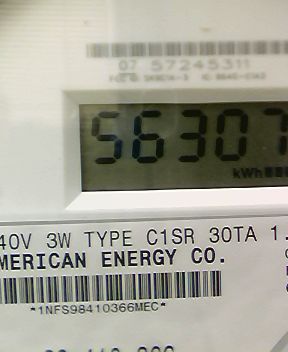 07 57245311
56307
kWh
40V 3W TYPE C1SR 30TA 1.
MERICAN ENERGY CO.
*1NFS98410366MEC*